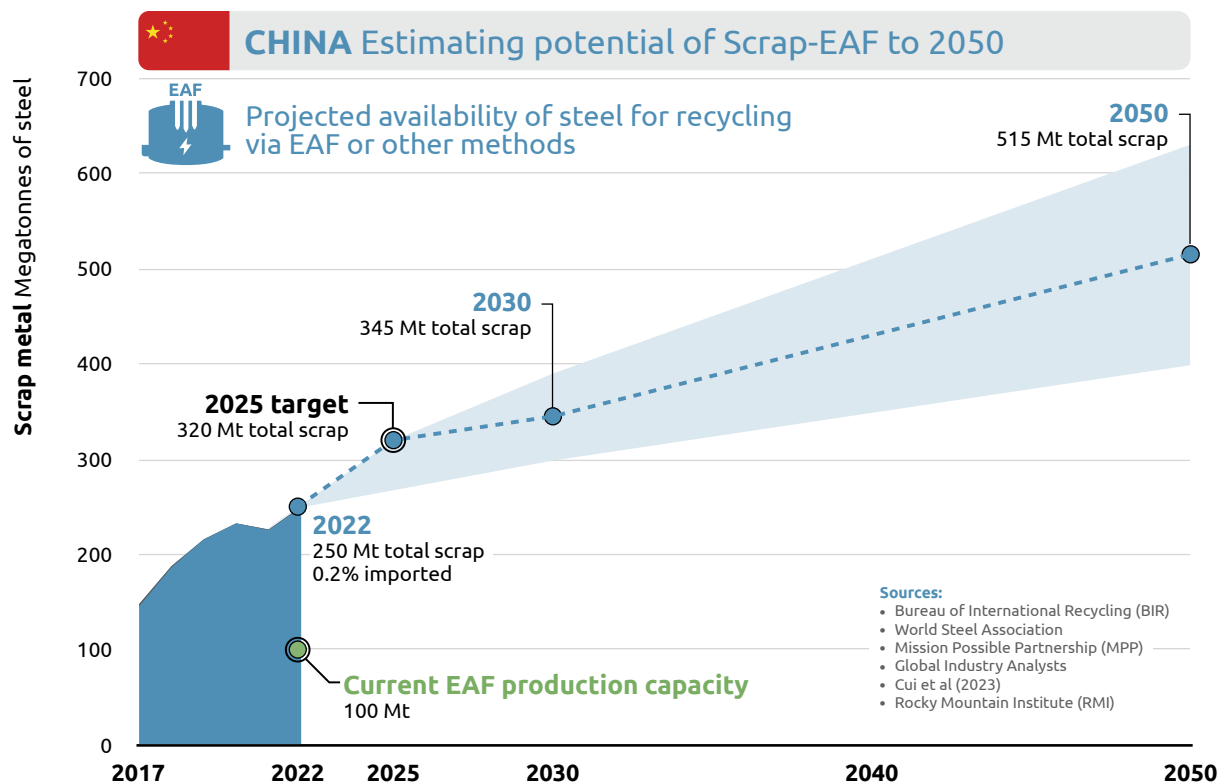 CHINA Estimating potential of Scrap-EAF to 2050
Scrap metal Megatonnes of steel
700
600
500
400
300
200
100
0
EAF
Projected availability of steel for recycling
via EAF or other methods
2050
515 Mt total scrap
2030
345 Mt total scrap
2025 target
320 Mt total scrap
2022
250 Mt total scrap
0.2% imported
Current EAF production capacity
100 Mt
Sources:
• Bureau of International Recycling (BIR)
• World Steel Association
• Mission Possible Partnership (MPP)
• Global Industry Analysts
• Cui et al (2023)
• Rocky Mountain Institute (RMI)
2017 2022 2025 2030 2040 2050